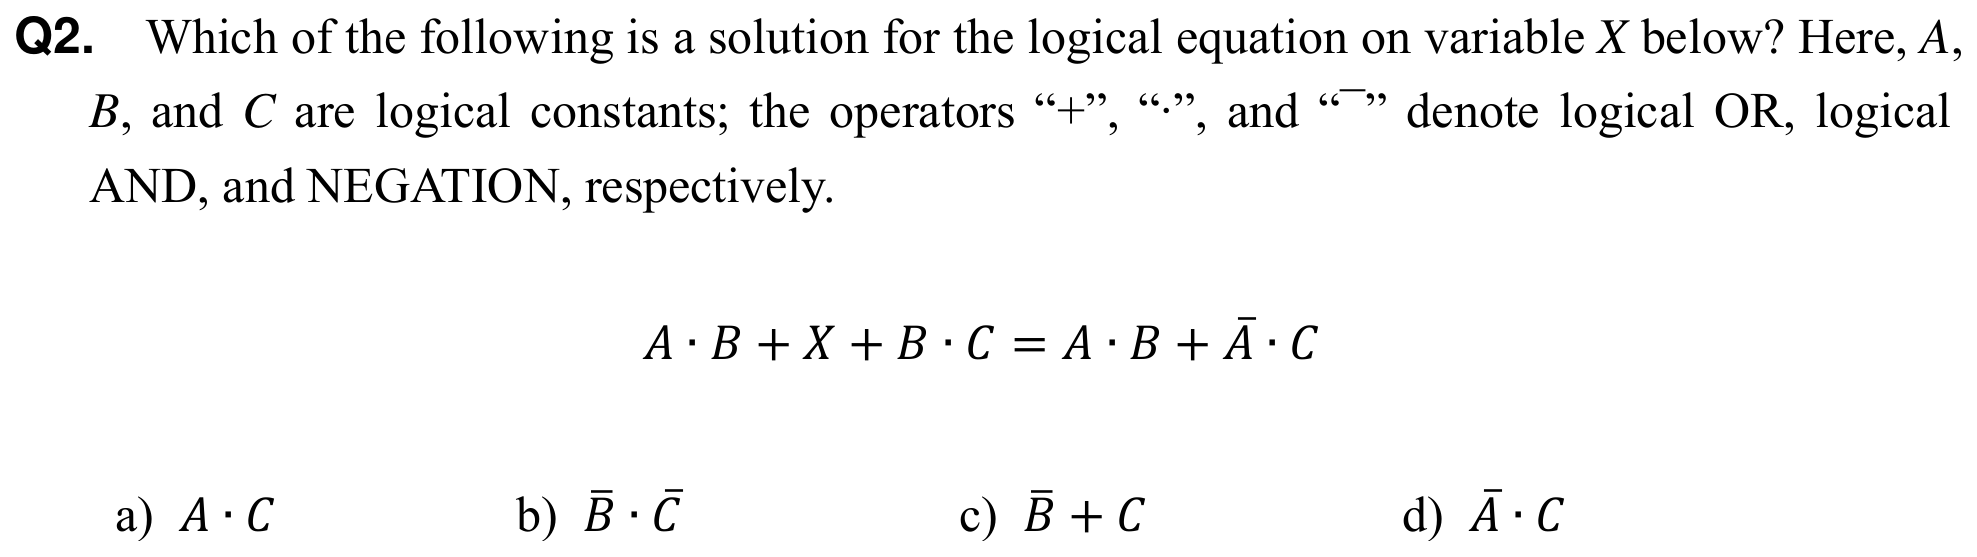 Q2. Which of the following is a solution for the logical equation on variable X below? Here, A,
B, and C are logical constants; the operators “+”, “·”, and “¯” denote logical OR, logical
AND, and NEGATION, respectively.
A · B + X + B · C = A · B + Ā · C
a) A · C b) B̄ · C̄ c) B̄ + C d) Ā · C